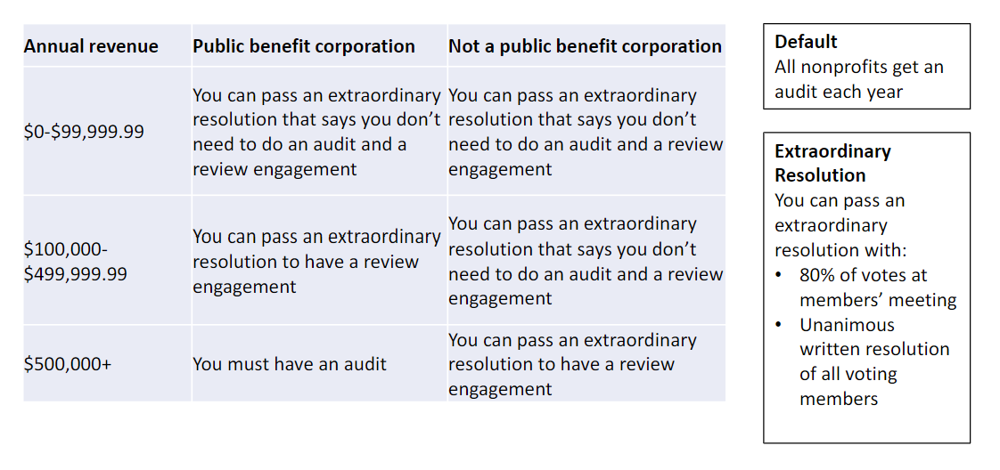 Annual revenue
Public benefit corporation
Not a public benefit corporation
$0-$99,999.99
You can pass an extraordinary
resolution that says you don’t
need to do an audit and a
review engagement
You can pass an extraordinary
resolution that says you don’t
need to do an audit and a review
engagement
$100,000-
$499,999.99
You can pass an extraordinary
resolution to have a review
engagement
You can pass an extraordinary
resolution that says you don’t
need to do an audit and a review
engagement
$500,000+
You must have an audit
You can pass an extraordinary
resolution to have a review
engagement
Default
All nonprofits get an
audit each year
Extraordinary
Resolution
You can pass an
extraordinary
resolution with:
• 80% of votes at
members’ meeting
• Unanimous
written resolution
of all voting
members